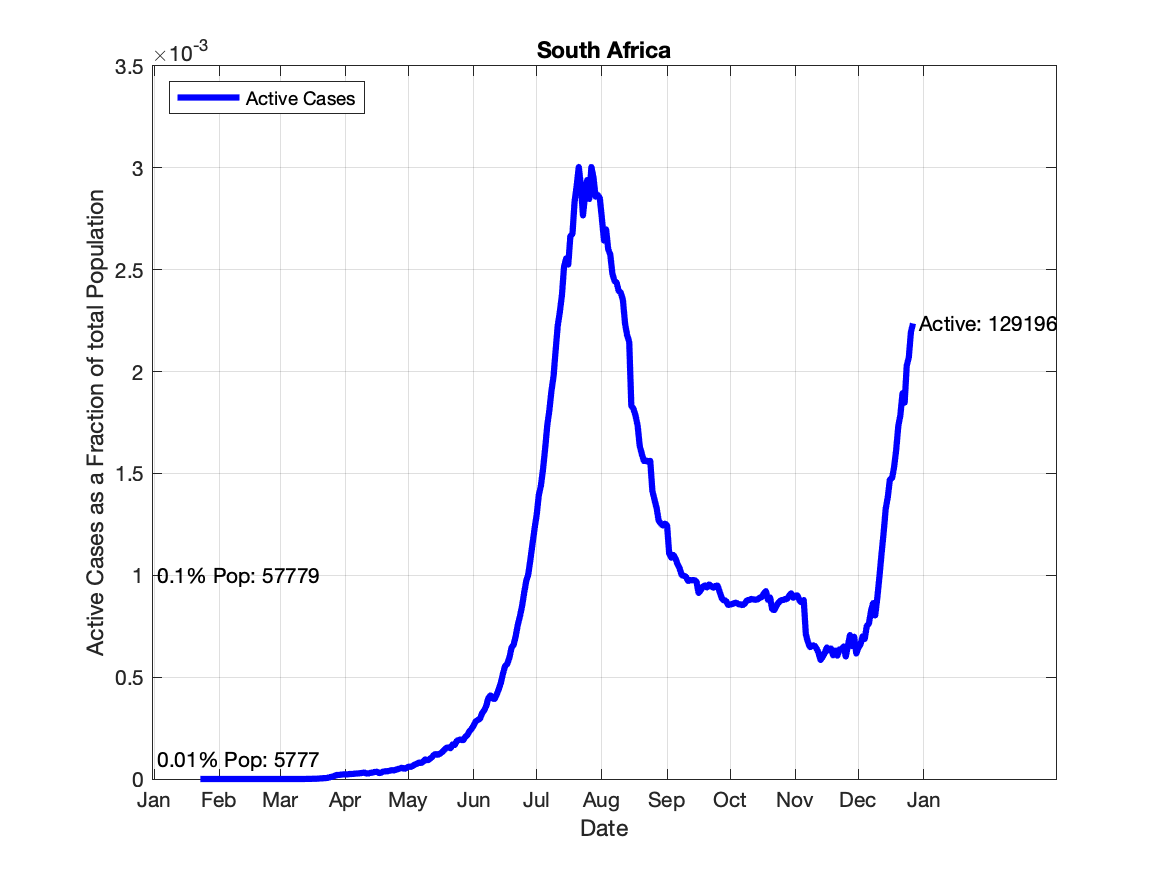 South Africa
×10-3
3.5
Active Cases
3
2.5
Active: 129196
2
1.5
1
0.1% Pop: 57779
0.5
0.01% Pop: 5777
0
Jan Feb Mar Apr May Jun Jul Aug Sep Oct Nov Dec Jan
Date
Active Cases as a Fraction of total Population